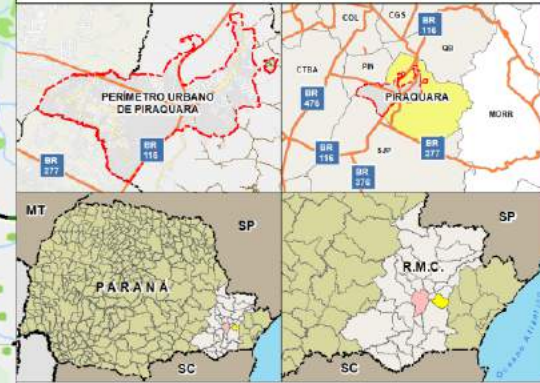 PERÍMETRO URBANO
DE PIRAQUARA
BR
277
BR
116
COL
CGS
BR
116
QBI
CTBA
PIN
BR
476
PIRAQUARA
MORR
BR
116
SJP
BR
277
BR
376
MT
SP
PARANÁ
SC
SP
R.M.C.
SC
Oceano Atlântico